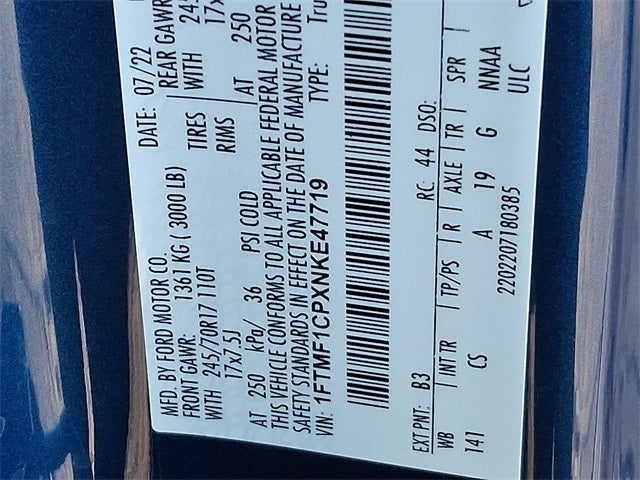 MFD. BY FORD MOTOR CO. DATE: 07/22
FRONT GAWR: 1361 KG ( 3000 LB) REAR GAWR
WITH 245/70R17 110T TIRES WITH 245
17x7.5J RIMS 17x
AT 250 kPa/ 36 PSI COLD AT 250
THIS VEHICLE CONFORMS TO ALL APPLICABLE FEDERAL MOTOR
SAFETY STANDARDS IN EFFECT ON THE DATE OF MANUFACTURE
VIN: 1FTMF1CPXNKE47719 TYPE: Tru
EXT PNT: B3 RC: 44 DSO:
WB | INT TR | TP/PS | R | AXLE | TR | SPR |
141 CS A 19 G NNAA
2202207180385 ULC